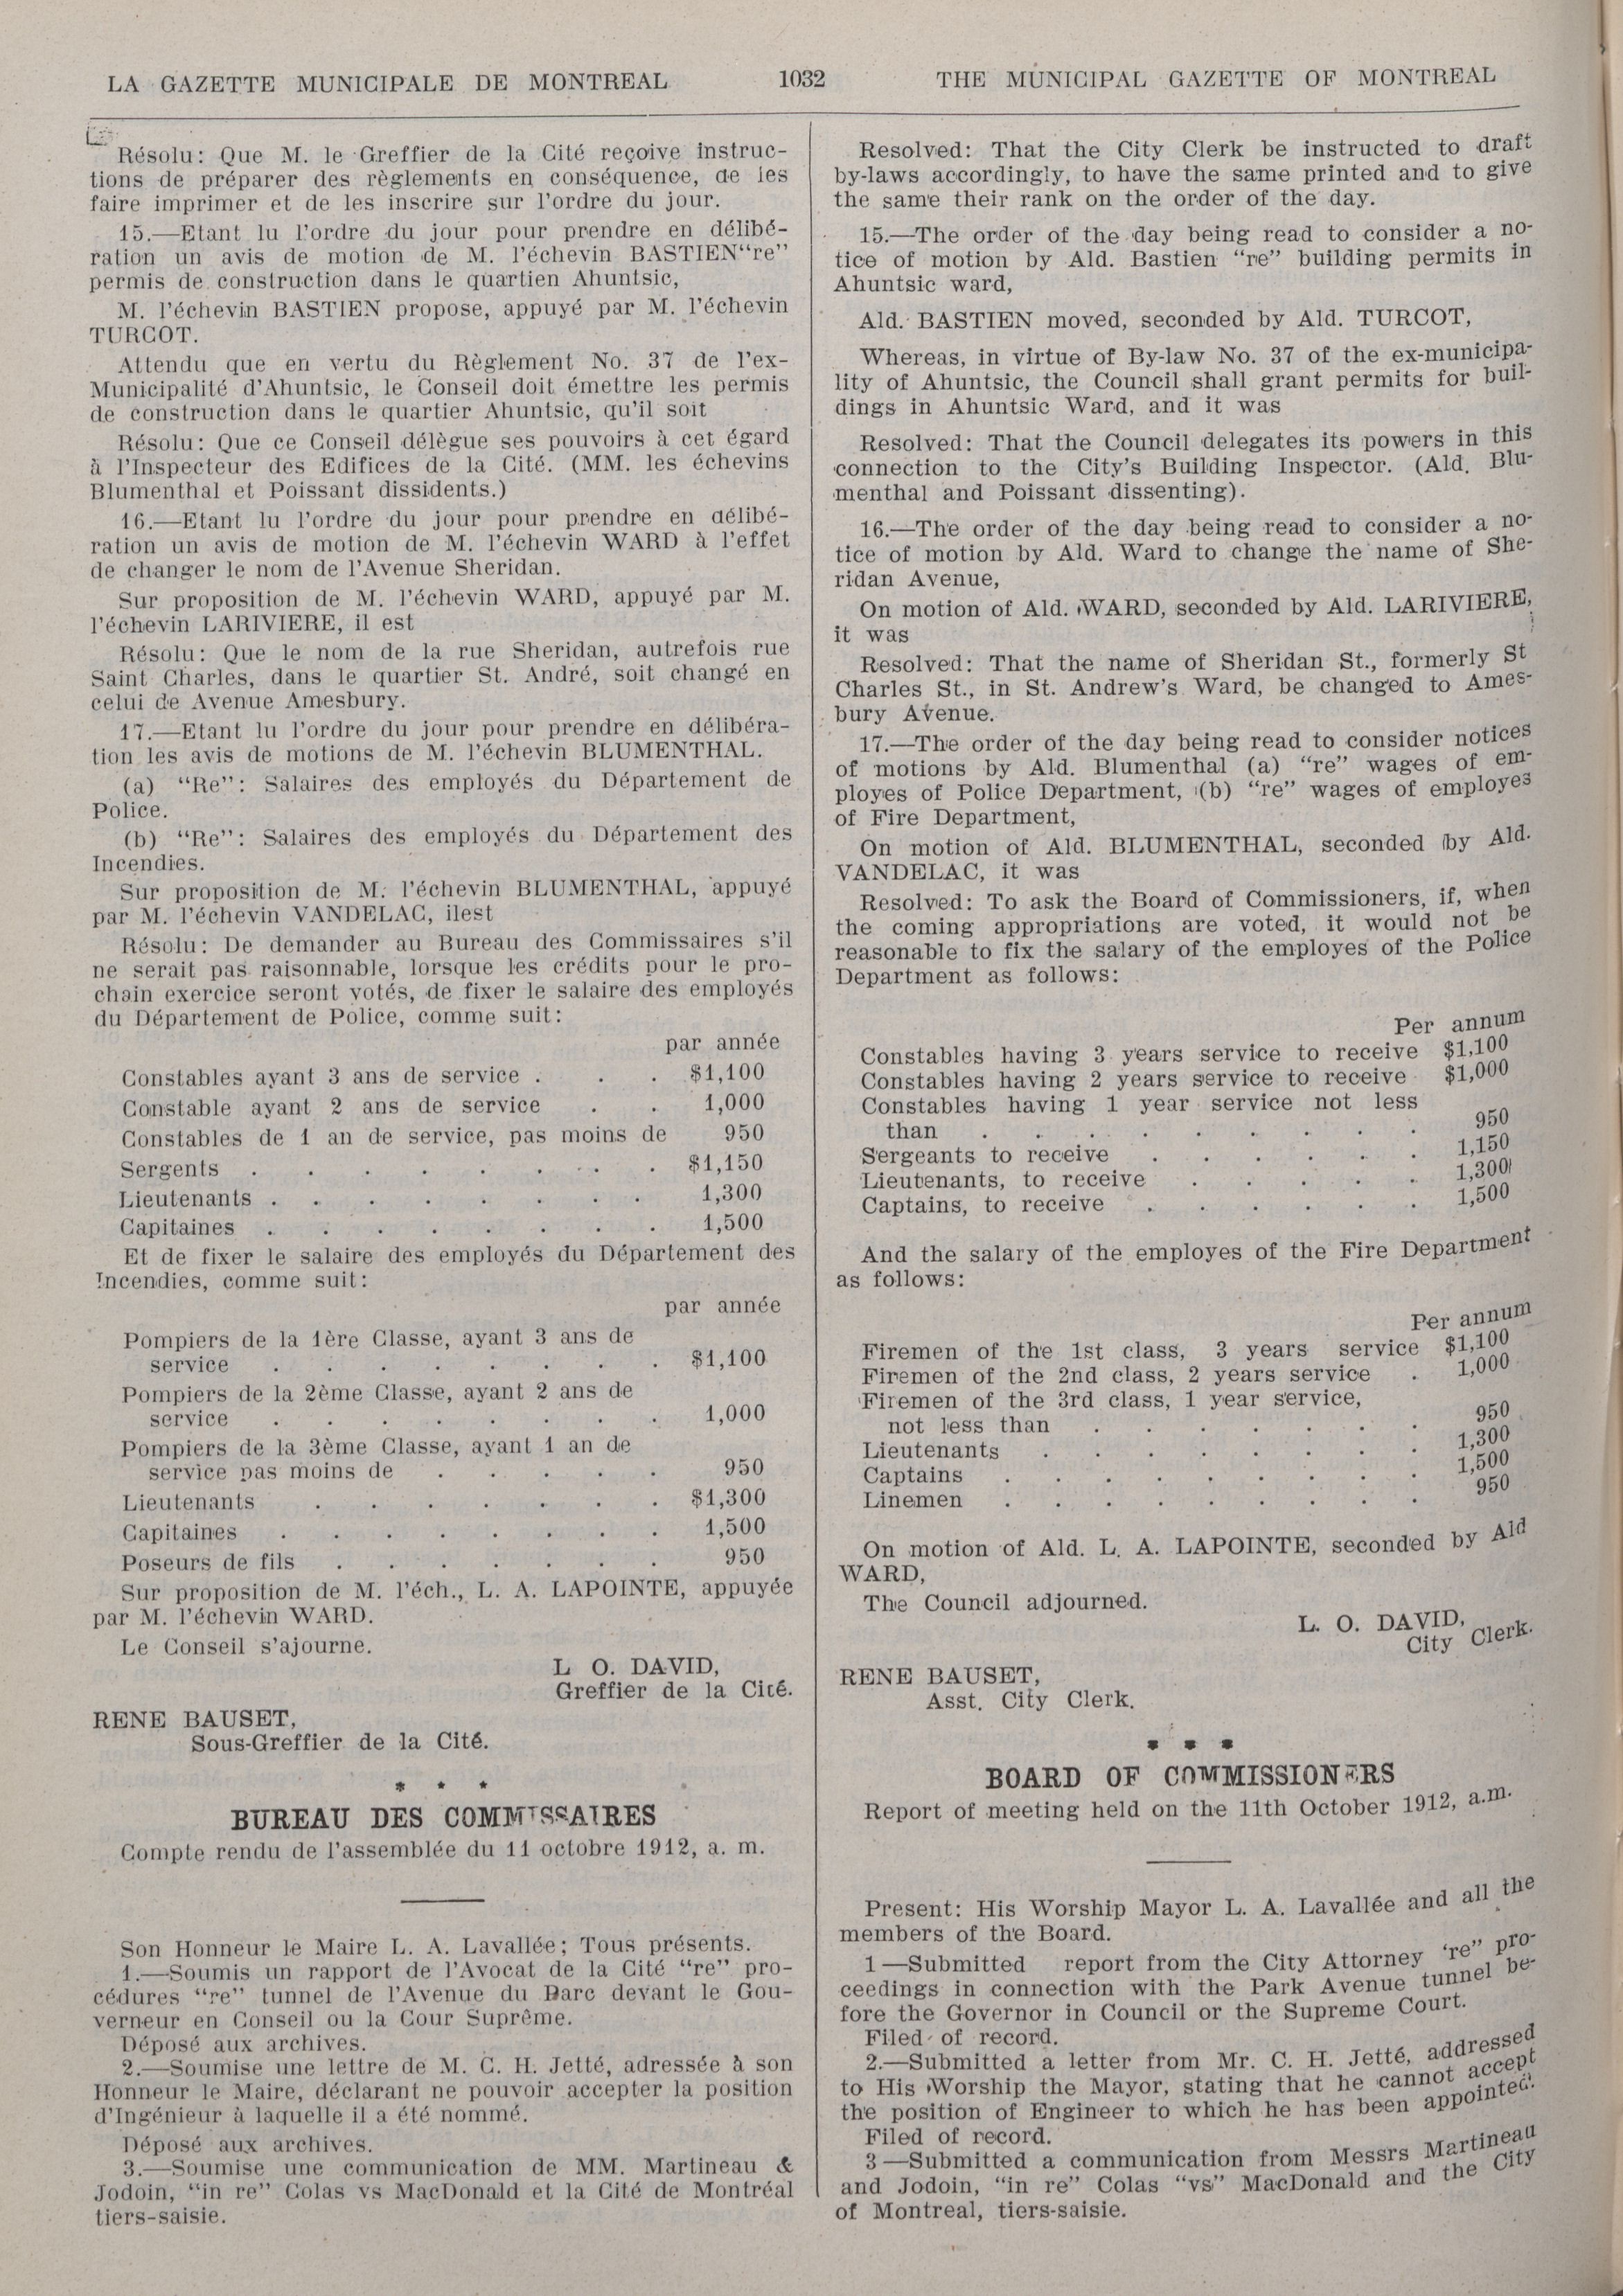 LA GAZETTE MUNICIPALE DE MONTREAL 1032 THE MUNICIPAL GAZETTE OF MONTREAL
Résolu: Que M. le Greffier de la Cité reçoive instruc-
tions de préparer des règlements en conséquence, de les
faire imprimer et de les inscrire sur l'ordre du jour.
15.—Etant lu l'ordre du jour pour prendre en délibé-
ration un avis de motion de M. l'échevin BASTIEN “re”
permis de construction dans le quartien Ahuntsic,
M. l'échevin BASTIEN propose, appuyé par M. l'échevin
TURCOT.
Attendu que en vertu du Règlement No. 37 de l'ex-
Municipalité d'Ahuntsic, le Conseil doit émettre les permis
de construction dans le quartier Ahuntsic, qu'il soit
Résolu: Que ce Conseil délègue ses pouvoirs à cet égard
à l'Inspecteur des Edifices de la Cité. (MM. les échevins
Blumenthal et Poissant dissidents.)
16.—Etant lu l'ordre du jour pour prendre en délibé-
ration un avis de motion de M. l'échevin WARD à l'effet
de changer le nom de l'Avenue Sheridan.
Sur proposition de M. l'échevin WARD, appuyé par M.
l'échevin LARIVIERE, il est
Résolu: Que le nom de la rue Sheridan, autrefois rue
Saint Charles, dans le quartier St. André, soit changé en
celui de Avenue Amesbury.
17.—Etant lu l'ordre du jour pour prendre en délibéra-
tion les avis de motions de M. l'échevin BLUMENTHAL.
(a) “Re”: Salaires des employés du Département de
Police.
(b) “Re”: Salaires des employés du Département des
Incendies.
Sur proposition de M. l'échevin BLUMENTHAL, appuyé
par M. l'échevin VANDELAC, ilest
Résolu: De demander au Bureau des Commissaires s'il
ne serait pas raisonnable, lorsque les crédits pour le pro-
chain exercice seront votés, de fixer le salaire des employés
du Département de Police, comme suit:
par année
Constables ayant 3 ans de service . . . $1,100
Constable ayant 2 ans de service . . 1,000
Constables de 1 an de service, pas moins de 950
Sergents . . . . . . . . $1,150
Lieutenants . . . . . . . . 1,300
Capitaines . . . . . . . . 1,500
Et de fixer le salaire des employés du Département des
Incendies, comme suit:
par année
Pompiers de la 1ère Classe, ayant 3 ans de
service . . . . . . . . $1,100
Pompiers de la 2ème Classe, ayant 2 ans de
service . . . . . . . . 1,000
Pompiers de la 3ème Classe, ayant 1 an de
service pas moins de . . . . . 950
Lieutenants . . . . . . . $1,300
Capitaines . . . . . . . . 1,500
Poseurs de fils . . . . . . . 950
Sur proposition de M. l'éch., L. A. LAPOINTE, appuyée
par M. l'échevin WARD.
Le Conseil s'ajourne.
L O. DAVID,
Greffier de la Cité.
RENE BAUSET,
Sous-Greffier de la Cité.
* * *
BUREAU DES COMMISSAIRES
Compte rendu de l'assemblée du 11 octobre 1912, a. m.
Son Honneur le Maire L. A. Lavallée; Tous présents.
1.—Soumis un rapport de l'Avocat de la Cité “re” pro-
cédures “re” tunnel de l'Avenue du Parc devant le Gou-
verneur en Conseil ou la Cour Suprême.
Déposé aux archives.
2.—Soumise une lettre de M. C. H. Jetté, adressée à son
Honneur le Maire, déclarant ne pouvoir accepter la position
d'Ingénieur à laquelle il a été nommé.
Déposé aux archives.
3.—Soumise une communication de MM. Martineau &
Jodoin, “in re” Colas vs MacDonald et la Cité de Montréal
tiers-saisie.
Resolved: That the City Clerk be instructed to draft
by-laws accordingly, to have the same printed and to give
the same their rank on the order of the day.
15.—The order of the day being read to consider a no-
tice of motion by Ald. Bastien “re” building permits in
Ahuntsic ward,
Ald. BASTIEN moved, seconded by Ald. TURCOT,
Whereas, in virtue of By-law No. 37 of the ex-municipa-
lity of Ahuntsic, the Council shall grant permits for buil-
dings in Ahuntsic Ward, and it was
Resolved: That the Council delegates its powers in this
connection to the City's Building Inspector. (Ald. Blu-
menthal and Poissant dissenting).
16.—The order of the day being read to consider a no-
tice of motion by Ald. Ward to change the name of She-
ridan Avenue,
On motion of Ald. WARD, seconded by Ald. LARIVIERE,
it was
Resolved: That the name of Sheridan St., formerly St
Charles St., in St. Andrew's Ward, be changed to Ames-
bury Avenue.
17.—The order of the day being read to consider notices
of motions by Ald. Blumenthal (a) “re” wages of em-
ployes of Police Department, (b) “re” wages of employes
of Fire Department,
On motion of Ald. BLUMENTHAL, seconded by Ald.
VANDELAC, it was
Resolved: To ask the Board of Commissioners, if, when
the coming appropriations are voted, it would not be
reasonable to fix the salary of the employes of the Police
Department as follows:
Per annum
Constables having 3 years service to receive $1,100
Constables having 2 years service to receive $1,000
Constables having 1 year service not less
than . . . . . . . . . 950
Sergeants to receive . . . . . . 1,150
Lieutenants, to receive . . . . . 1,300
Captains, to receive . . . . . . 1,500
And the salary of the employes of the Fire Department
as follows:
Per annum
Firemen of the 1st class, 3 years service $1,100
Firemen of the 2nd class, 2 years service . 1,000
Firemen of the 3rd class, 1 year service,
not less than . . . . . . . 950
Lieutenants . . . . . . . . 1,300
Captains . . . . . . . . . 1,500
Linemen . . . . . . . . . 950
On motion of Ald. L. A. LAPOINTE, seconded by Ald
WARD,
The Council adjourned.
L. O. DAVID,
City Clerk.
RENE BAUSET,
Asst. City Clerk.
* * *
BOARD OF COMMISSIONERS
Report of meeting held on the 11th October 1912, a.m.
Present: His Worship Mayor L. A. Lavallée and all the
members of the Board.
1—Submitted report from the City Attorney ‘re” pro-
ceedings in connection with the Park Avenue tunnel be-
fore the Governor in Council or the Supreme Court.
Filed of record.
2.—Submitted a letter from Mr. C. H. Jetté, addressed
to His Worship the Mayor, stating that he cannot accept
the position of Engineer to which he has been appointed.
Filed of record.
3—Submitted a communication from Messrs Martineau
and Jodoin, “in re” Colas “vs” MacDonald and the City
of Montreal, tiers-saisie.